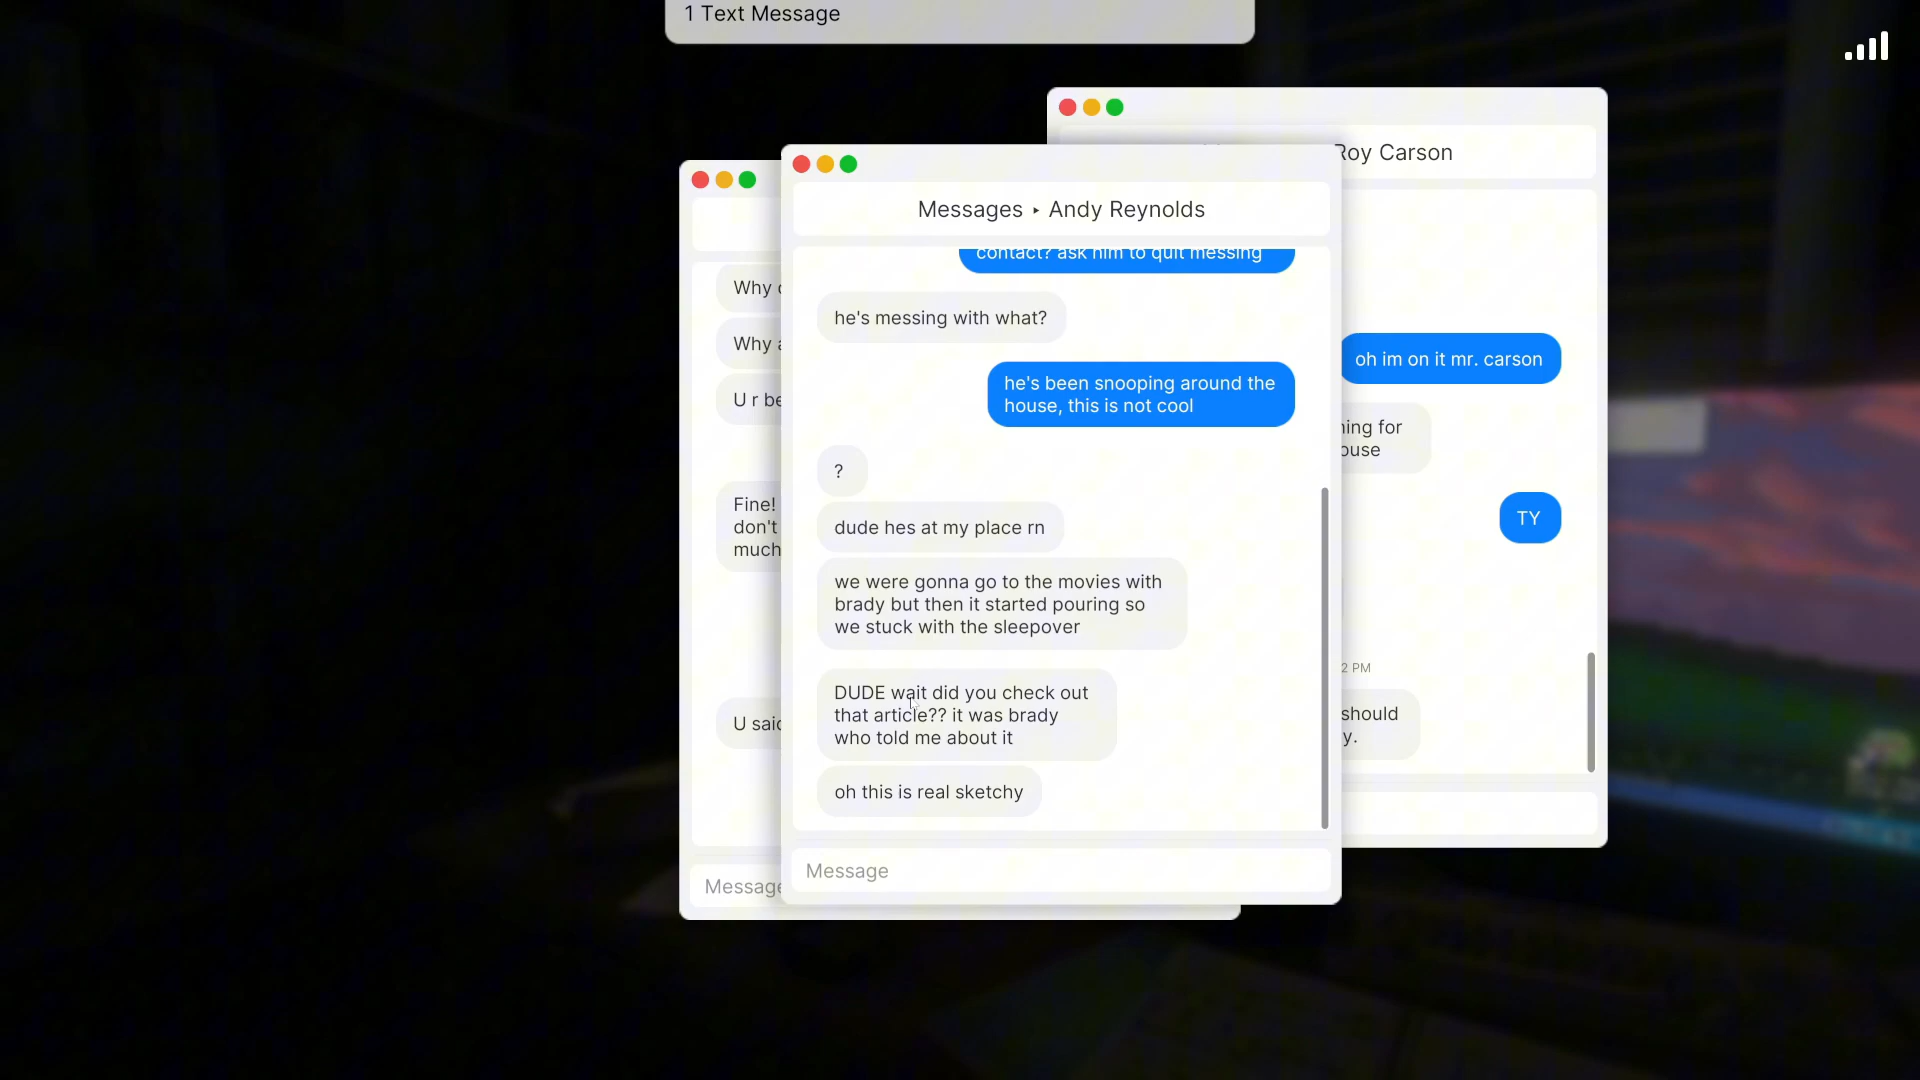 1 Text Message
Roy Carson
oh im on it mr. carson
ing for
TY
2 PM
should
y.
Why
Why
U r be
Fine!
don't
much
U said
Message
Messages ▸ Andy Reynolds
contact? ask him to quit messing
he's messing with what?
he's been snooping around the
house, this is not cool
?
dude hes at my place rn
we were gonna go to the movies with
brady but then it started pouring so
we stuck with the sleepover
DUDE wait did you check out
that article?? it was brady
who told me about it
oh this is real sketchy
Message